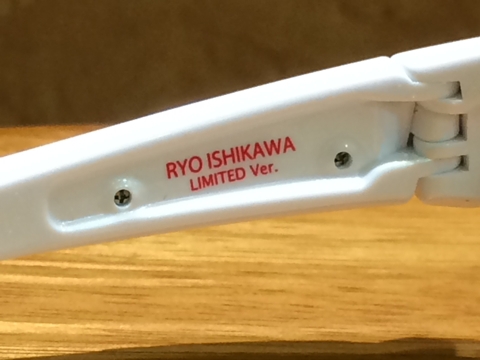 RYO ISHIKAWA
LIMITED Ver.